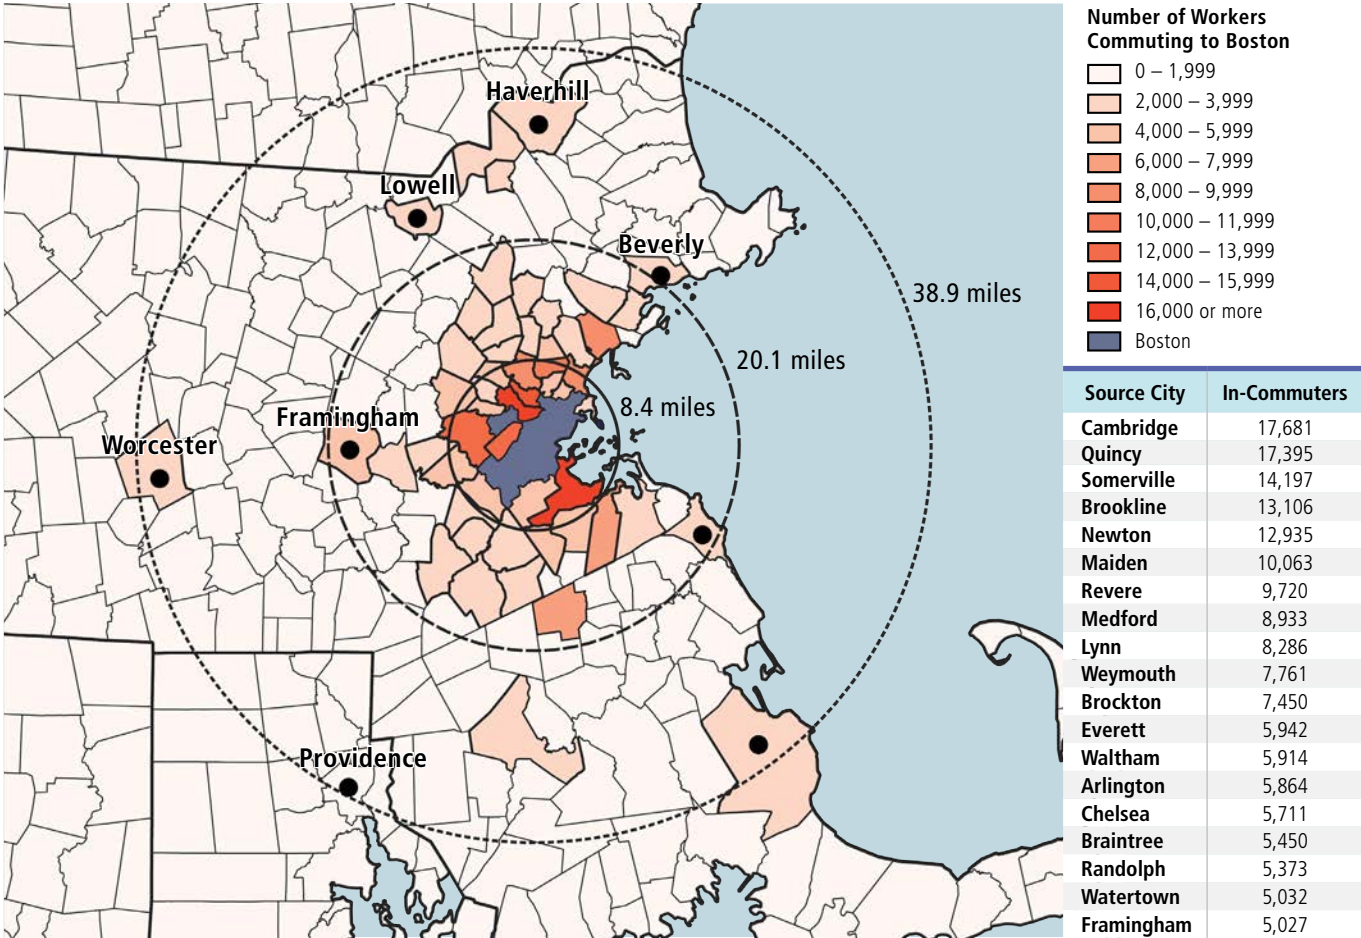 Haverhill
Lowell
Beverly
38.9 miles
20.1 miles
8.4 miles
Framingham
Worcester
Providence
Number of Workers
Commuting to Boston
0 – 1,999
2,000 – 3,999
4,000 – 5,999
6,000 – 7,999
8,000 – 9,999
10,000 – 11,999
12,000 – 13,999
14,000 – 15,999
16,000 or more
Boston
Source City In-Commuters
Cambridge 17,681
Quincy 17,395
Somerville 14,197
Brookline 13,106
Newton 12,935
Maiden 10,063
Revere 9,720
Medford 8,933
Lynn 8,286
Weymouth 7,761
Brockton 7,450
Everett 5,942
Waltham 5,914
Arlington 5,864
Chelsea 5,711
Braintree 5,450
Randolph 5,373
Watertown 5,032
Framingham 5,027